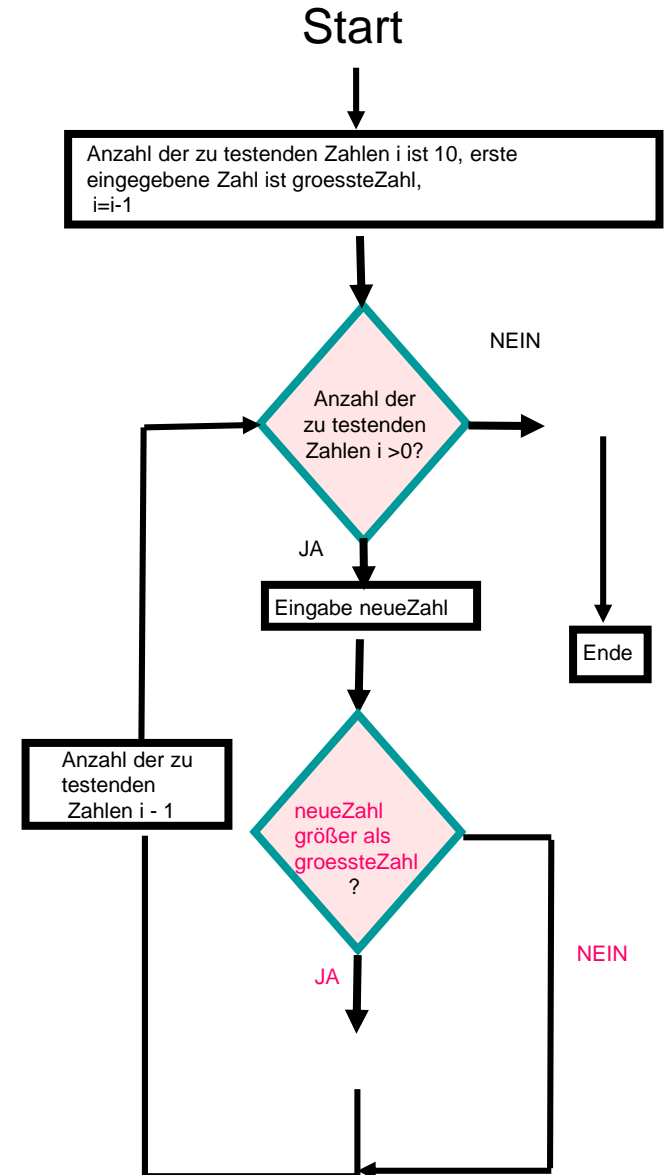 Start
Anzahl der zu testenden Zahlen i ist 10, erste
eingegebene Zahl ist groessteZahl,
i=i-1
NEIN
Anzahl der
zu testenden
Zahlen i >0?
JA
Eingabe neueZahl
Ende
Anzahl der zu
testenden
Zahlen i - 1
neueZahl
größer als
groessteZahl
?
NEIN
JA